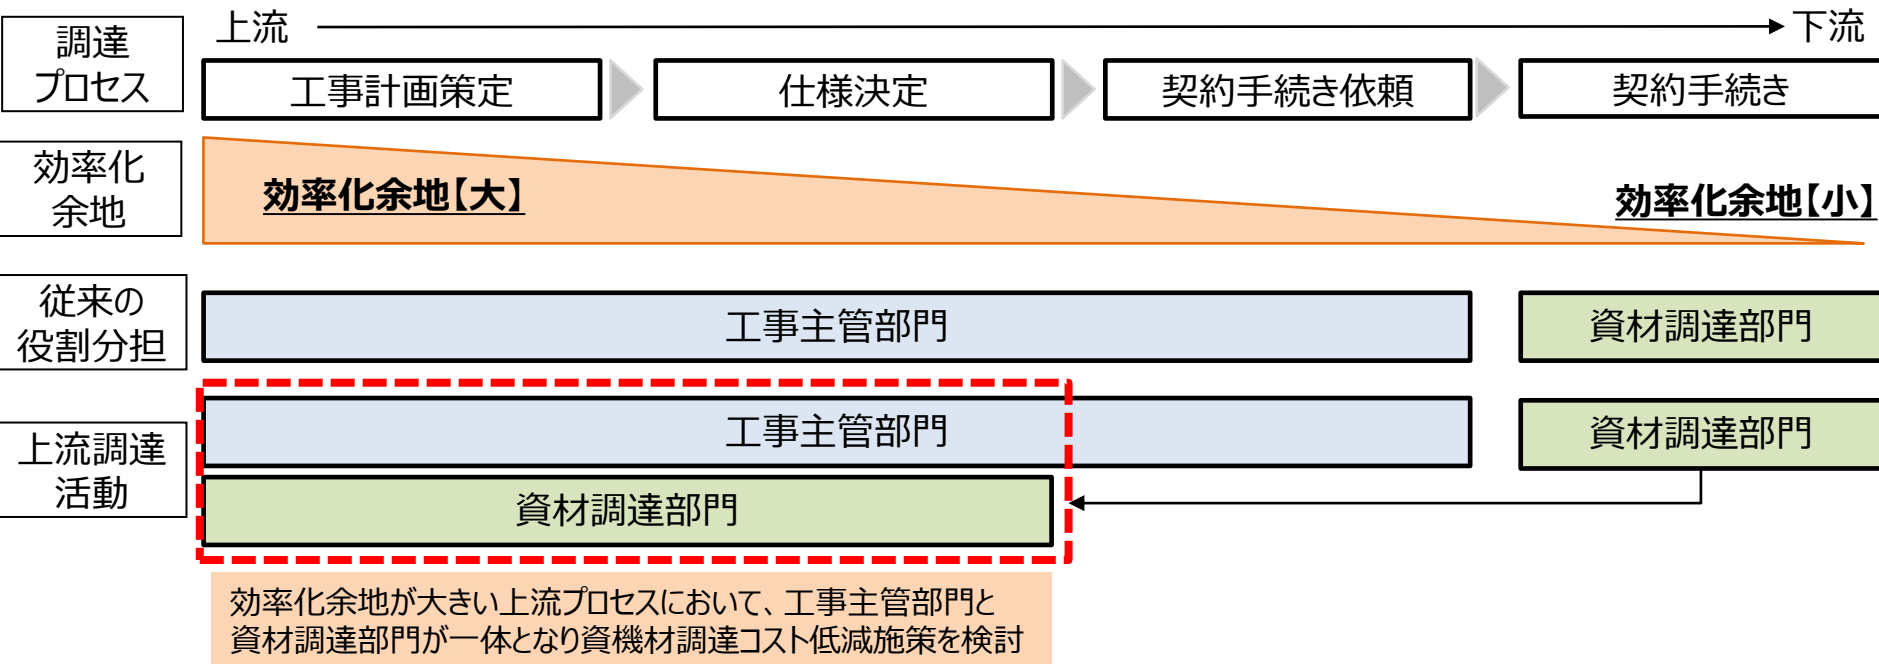 調達
プロセス
上流
下流
工事計画策定
仕様決定
契約手続き依頼
契約手続き
効率化
余地
効率化余地【大】
効率化余地【小】
従来の
役割分担
工事主管部門
資材調達部門
上流調達
活動
工事主管部門
資材調達部門
資材調達部門
効率化余地が大きい上流プロセスにおいて、工事主管部門と
資材調達部門が一体となり資機材調達コスト低減施策を検討